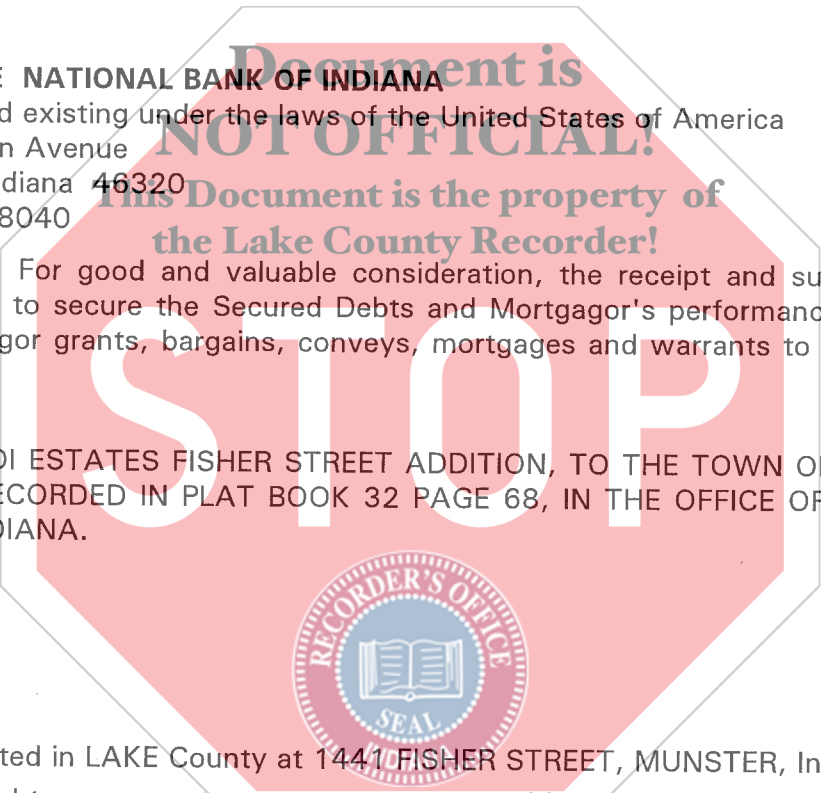 Document is
E NATIONAL BANK OF INDIANA
d existing under the laws of the United States of America
NOT OFFICIAL!
n Avenue
diana 46320
This Document is the property of
8040
the Lake County Recorder!
For good and valuable consideration, the receipt and su
to secure the Secured Debts and Mortgagor's performanc
gor grants, bargains, conveys, mortgages and warrants to
STOP
DI ESTATES FISHER STREET ADDITION, TO THE TOWN OF
ECORDED IN PLAT BOOK 32 PAGE 68, IN THE OFFICE OF
DIANA.
RECORDER'S OFFICE
SEAL
INDIANA
ted in LAKE County at 1441 FISHER STREET, MUNSTER, In